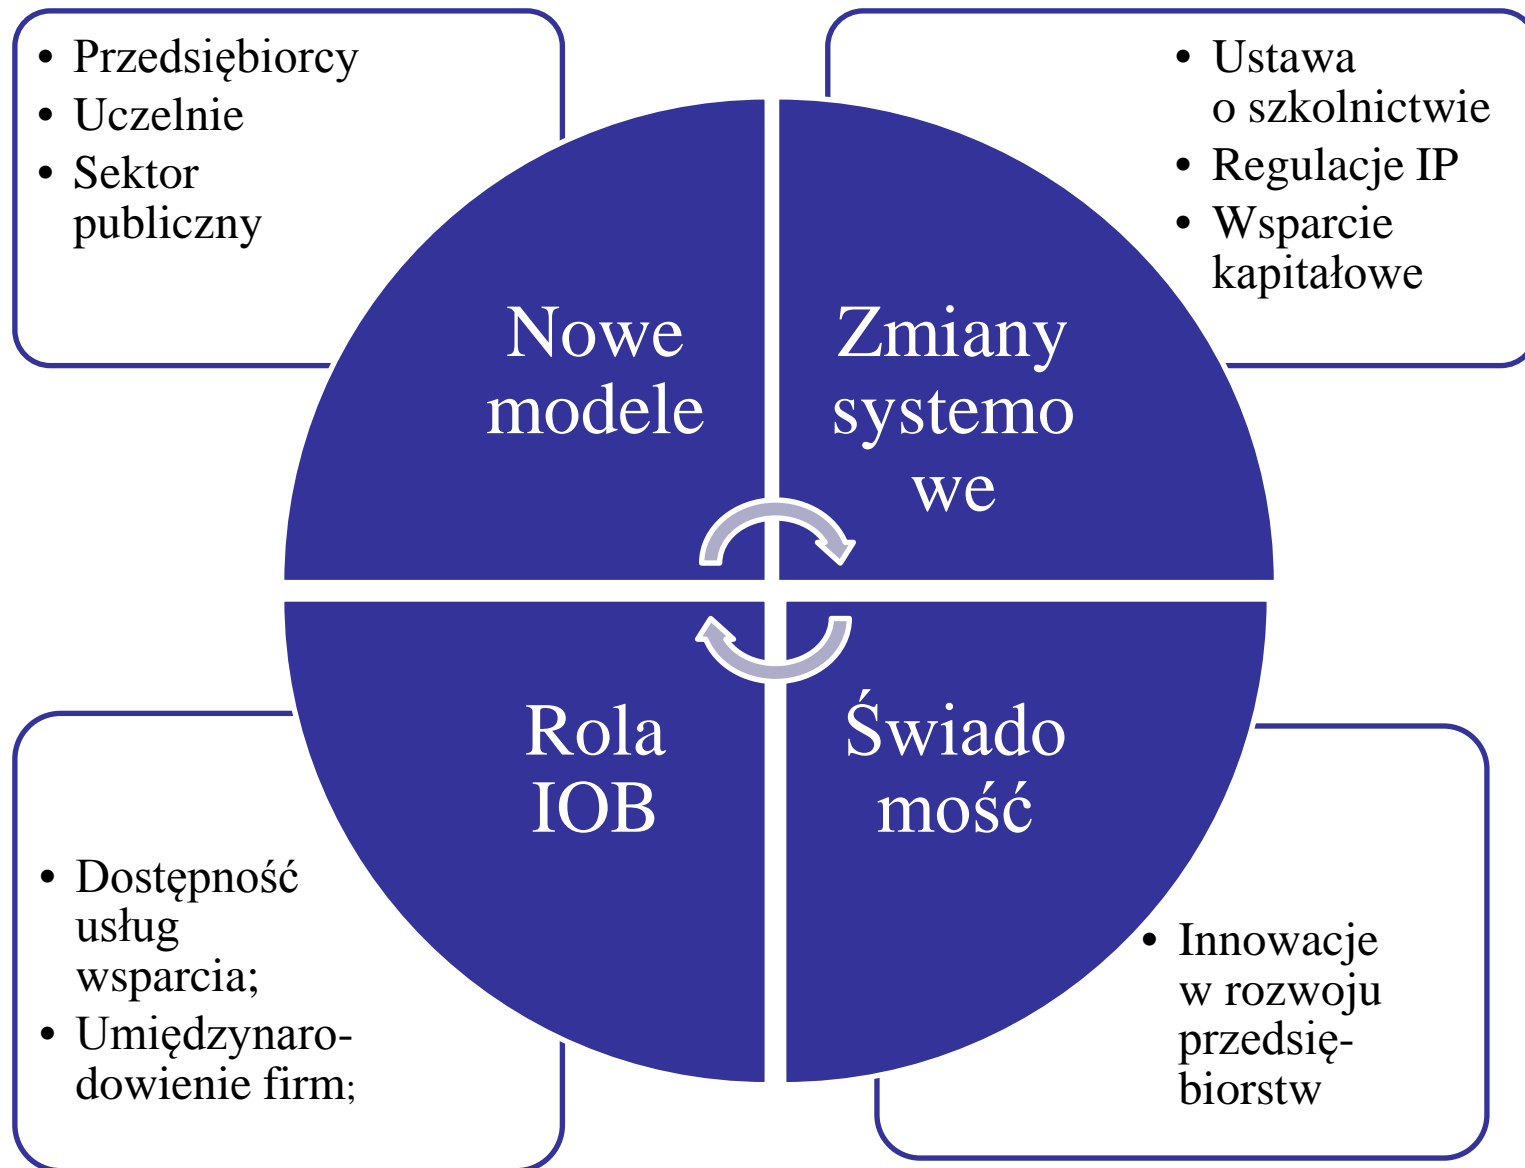 • Przedsiębiorcy
• Uczelnie
• Sektor
publiczny
• Ustawa
o szkolnictwie
• Regulacje IP
• Wsparcie
kapitałowe
Nowe
modele
Zmiany
systemo
we
Rola
IOB
Świado
mość
• Dostępność
usług
wsparcia;
• Umiędzynaro-
dowienie firm;
• Innowacje
w rozwoju
przedsię-
biorstw